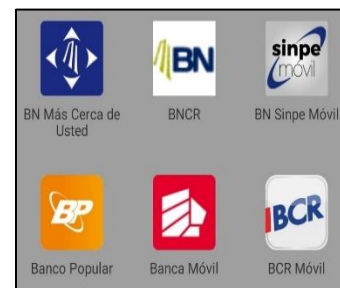 BN
sinpe
móvil
BN Más Cerca de
Usted
BNCR
BN Sinpe Móvil
BP
BCR
Banco Popular
Banca Móvil
BCR Móvil